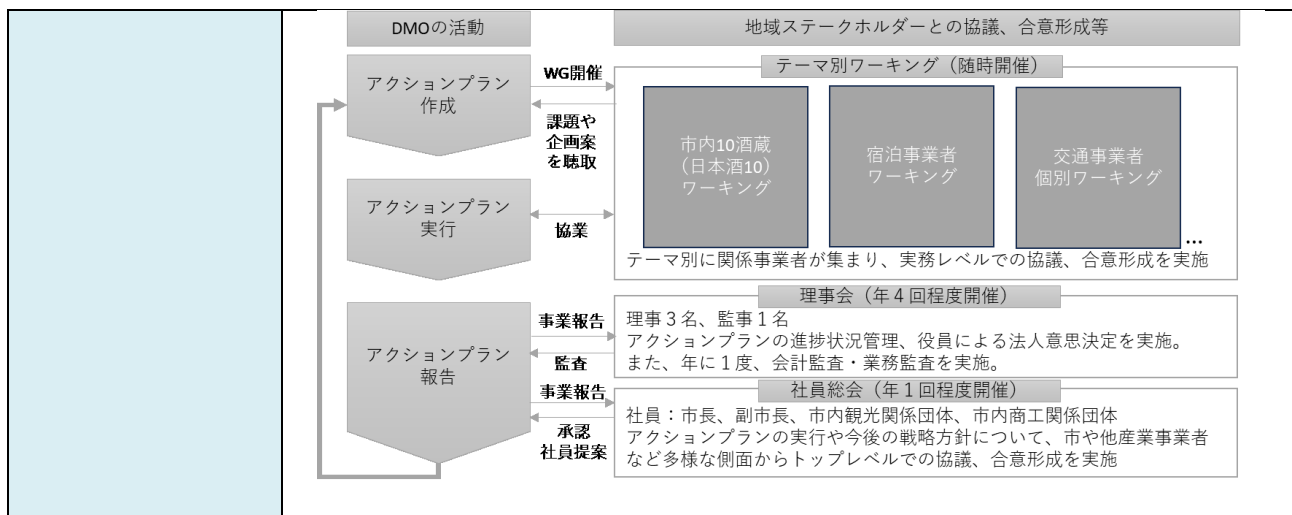 DMOの活動
地域ステークホルダーとの協議、合意形成等
アクションプラン
作成
WG開催
課題や
企画案
を聴取
テーマ別ワーキング（随時開催）
市内10酒蔵
（日本酒10）
ワーキング
宿泊事業者
ワーキング
交通事業者
個別ワーキング
…
テーマ別に関係事業者が集まり、実務レベルでの協議、合意形成を実施
アクションプラン
実行
協業
アクションプラン
報告
事業報告
監査
理事会（年４回程度開催）
理事３名、監事１名
アクションプランの進捗状況管理、役員による法人意思決定を実施。
また、年に１度、会計監査・業務監査を実施。
事業報告
承認
社員提案
社員総会（年１回程度開催）
社員：市長、副市長、市内観光関係団体、市内商工関係団体
アクションプランの実行や今後の戦略方針について、市や他産業事業者
など多様な側面からトップレベルでの協議、合意形成を実施